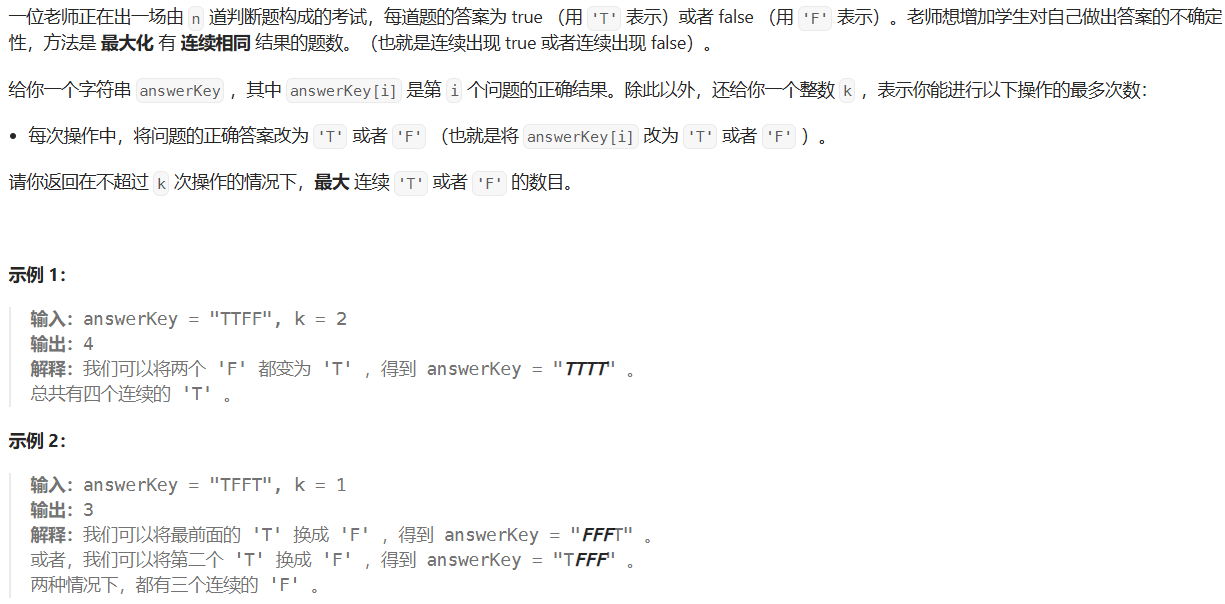 一位老师正在出一场由 n 道判断题构成的考试，每道题的答案为 true （用 'T' 表示）或者 false （用 'F' 表示）。老师想增加学生对自己做出答案的不确定
性，方法是 最大化 有 连续相同 结果的题数。（也就是连续出现 true 或者连续出现 false）。
给你一个字符串 answerKey ，其中 answerKey[i] 是第 i 个问题的正确结果。除此以外，还给你一个整数 k ，表示你能进行以下操作的最多次数：
• 每次操作中，将问题的正确答案改为 'T' 或者 'F' （也就是将 answerKey[i] 改为 'T' 或者 'F' ）。
请你返回在不超过 k 次操作的情况下，最大 连续 'T' 或者 'F' 的数目。
示例 1：
输入：answerKey = "TTFF", k = 2
输出：4
解释：我们可以将两个 'F' 都变为 'T' ，得到 answerKey = "TTTT" 。
总共有四个连续的 'T' 。
示例 2：
输入：answerKey = "TFFT", k = 1
输出：3
解释：我们可以将最前面的 'T' 换成 'F' ，得到 answerKey = "FFFT" 。
或者，我们可以将第二个 'T' 换成 'F' ，得到 answerKey = "TFFF" 。
两种情况下，都有三个连续的 'F' 。